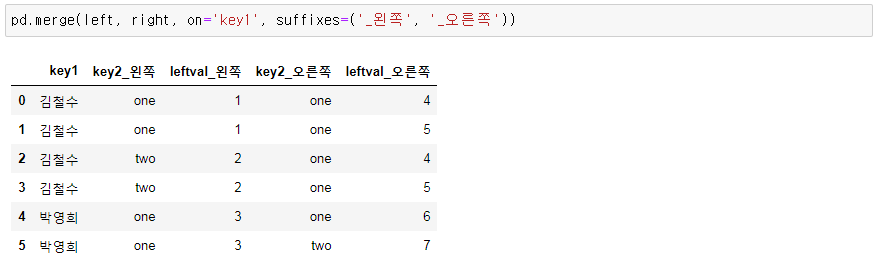 pd.merge(left, right, on='key1', suffixes=('_왼쪽', '_오른쪽'))
key1 key2_왼쪽 leftval_왼쪽 key2_오른쪽 leftval_오른쪽
0 김철수 one 1 one 4
1 김철수 one 1 one 5
2 김철수 two 2 one 4
3 김철수 two 2 one 5
4 박영희 one 3 one 6
5 박영희 one 3 two 7